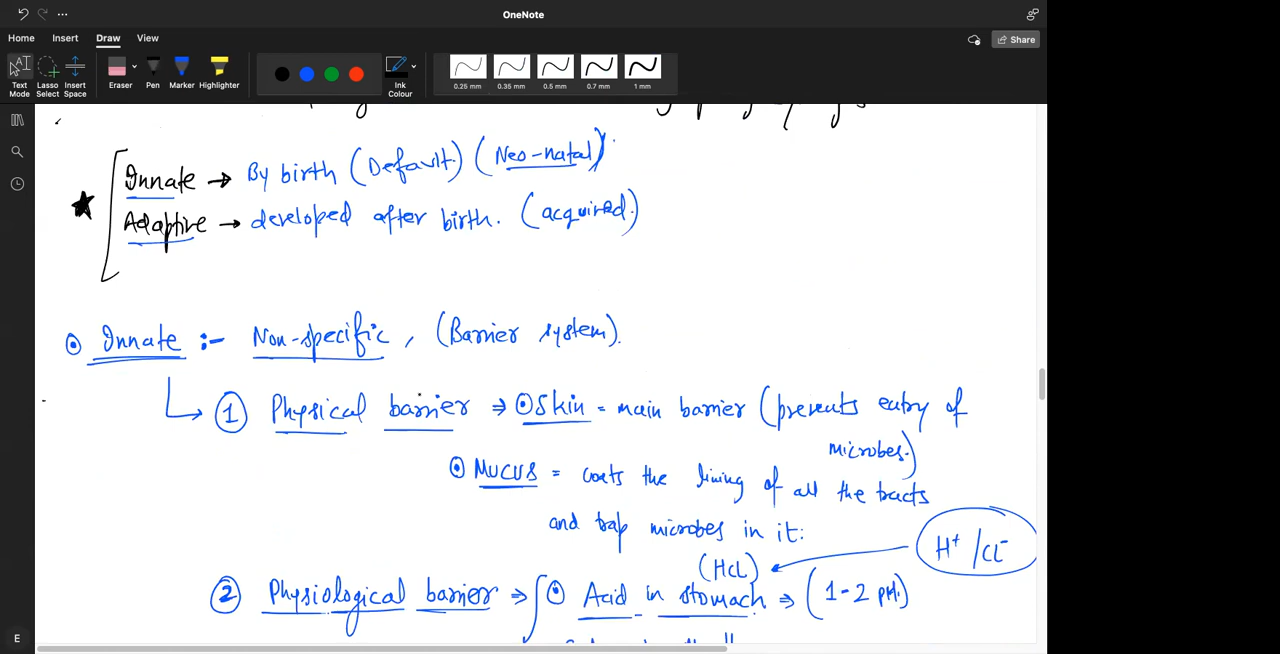 OneNote
Home Insert Draw View
Share
Text Mode Lasso Select Insert Space Eraser Pen Marker Highlighter Ink Colour 0.25 mm 0.35 mm 0.5 mm 0.7 mm 1 mm
Innate → By birth (Default) (Neo-natal)
Adaptive → developed after birth. (acquired)
Innate :- Non-specific, (Barrier system).
① Physical barrier ⇒ Skin = main barrier (prevents entry of
microbes.)
Mucus = coats the lining of all the tracts
and trap microbes in it.
H⁺/Cl⁻
(HCL)
② Physiological barrier ⇒ Acid in stomach ⇒ (1-2 pH.)
E